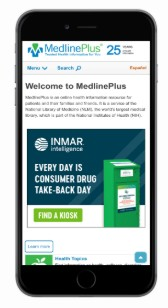 MedlinePlus
Trusted Health Information for You
25
Menu Search Español
Welcome to MedlinePlus
MedlinePlus is an online health information resource for
patients and their families and friends. It is a service of the
National Library of Medicine (NLM), the world's largest medical
library, which is part of the National Institutes of Health (NIH).
INMAR
intelligence
EVERY DAY IS
CONSUMER DRUG
TAKE-BACK DAY
FIND A KIOSK
Learn more
Health Topics